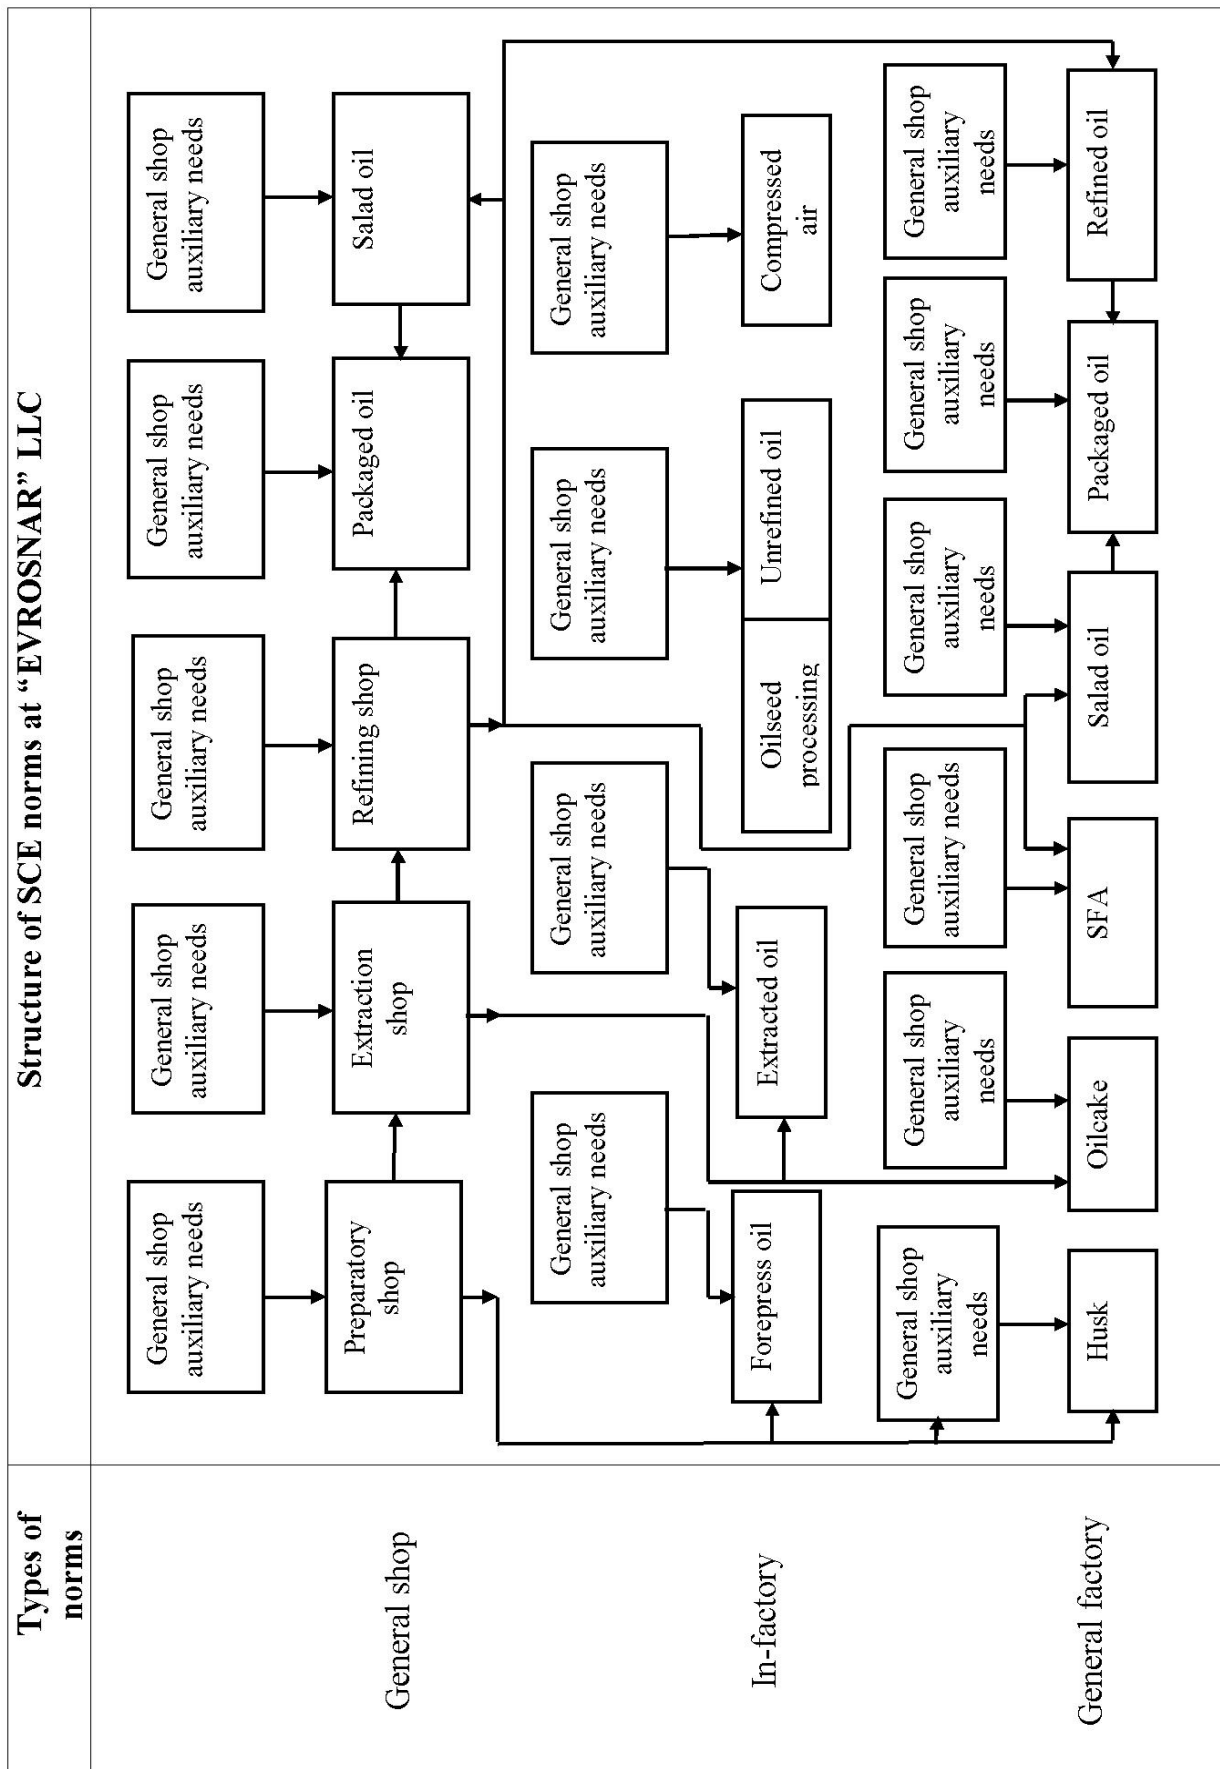 Types of
norms
Structure of SCE norms at “EVROSNAR” LLC
General shop
General shop
auxiliary needs
General shop
auxiliary needs
General shop
auxiliary needs
General shop
auxiliary needs
General shop
auxiliary needs
Preparatory
shop
Extraction
shop
Refining shop
Packaged oil
Salad oil
In-factory
General shop
auxiliary needs
General shop
auxiliary needs
General shop
auxiliary needs
General shop
auxiliary needs
Forepress oil
Extracted oil
Oilseed
processing
Unrefined oil
Compressed
air
General factory
General shop
auxiliary
needs
General shop
auxiliary
needs
General shop
auxiliary needs
General shop
auxiliary
needs
General shop
auxiliary
needs
General shop
auxiliary
needs
Husk
Oilcake
SFA
Salad oil
Packaged oil
Refined oil